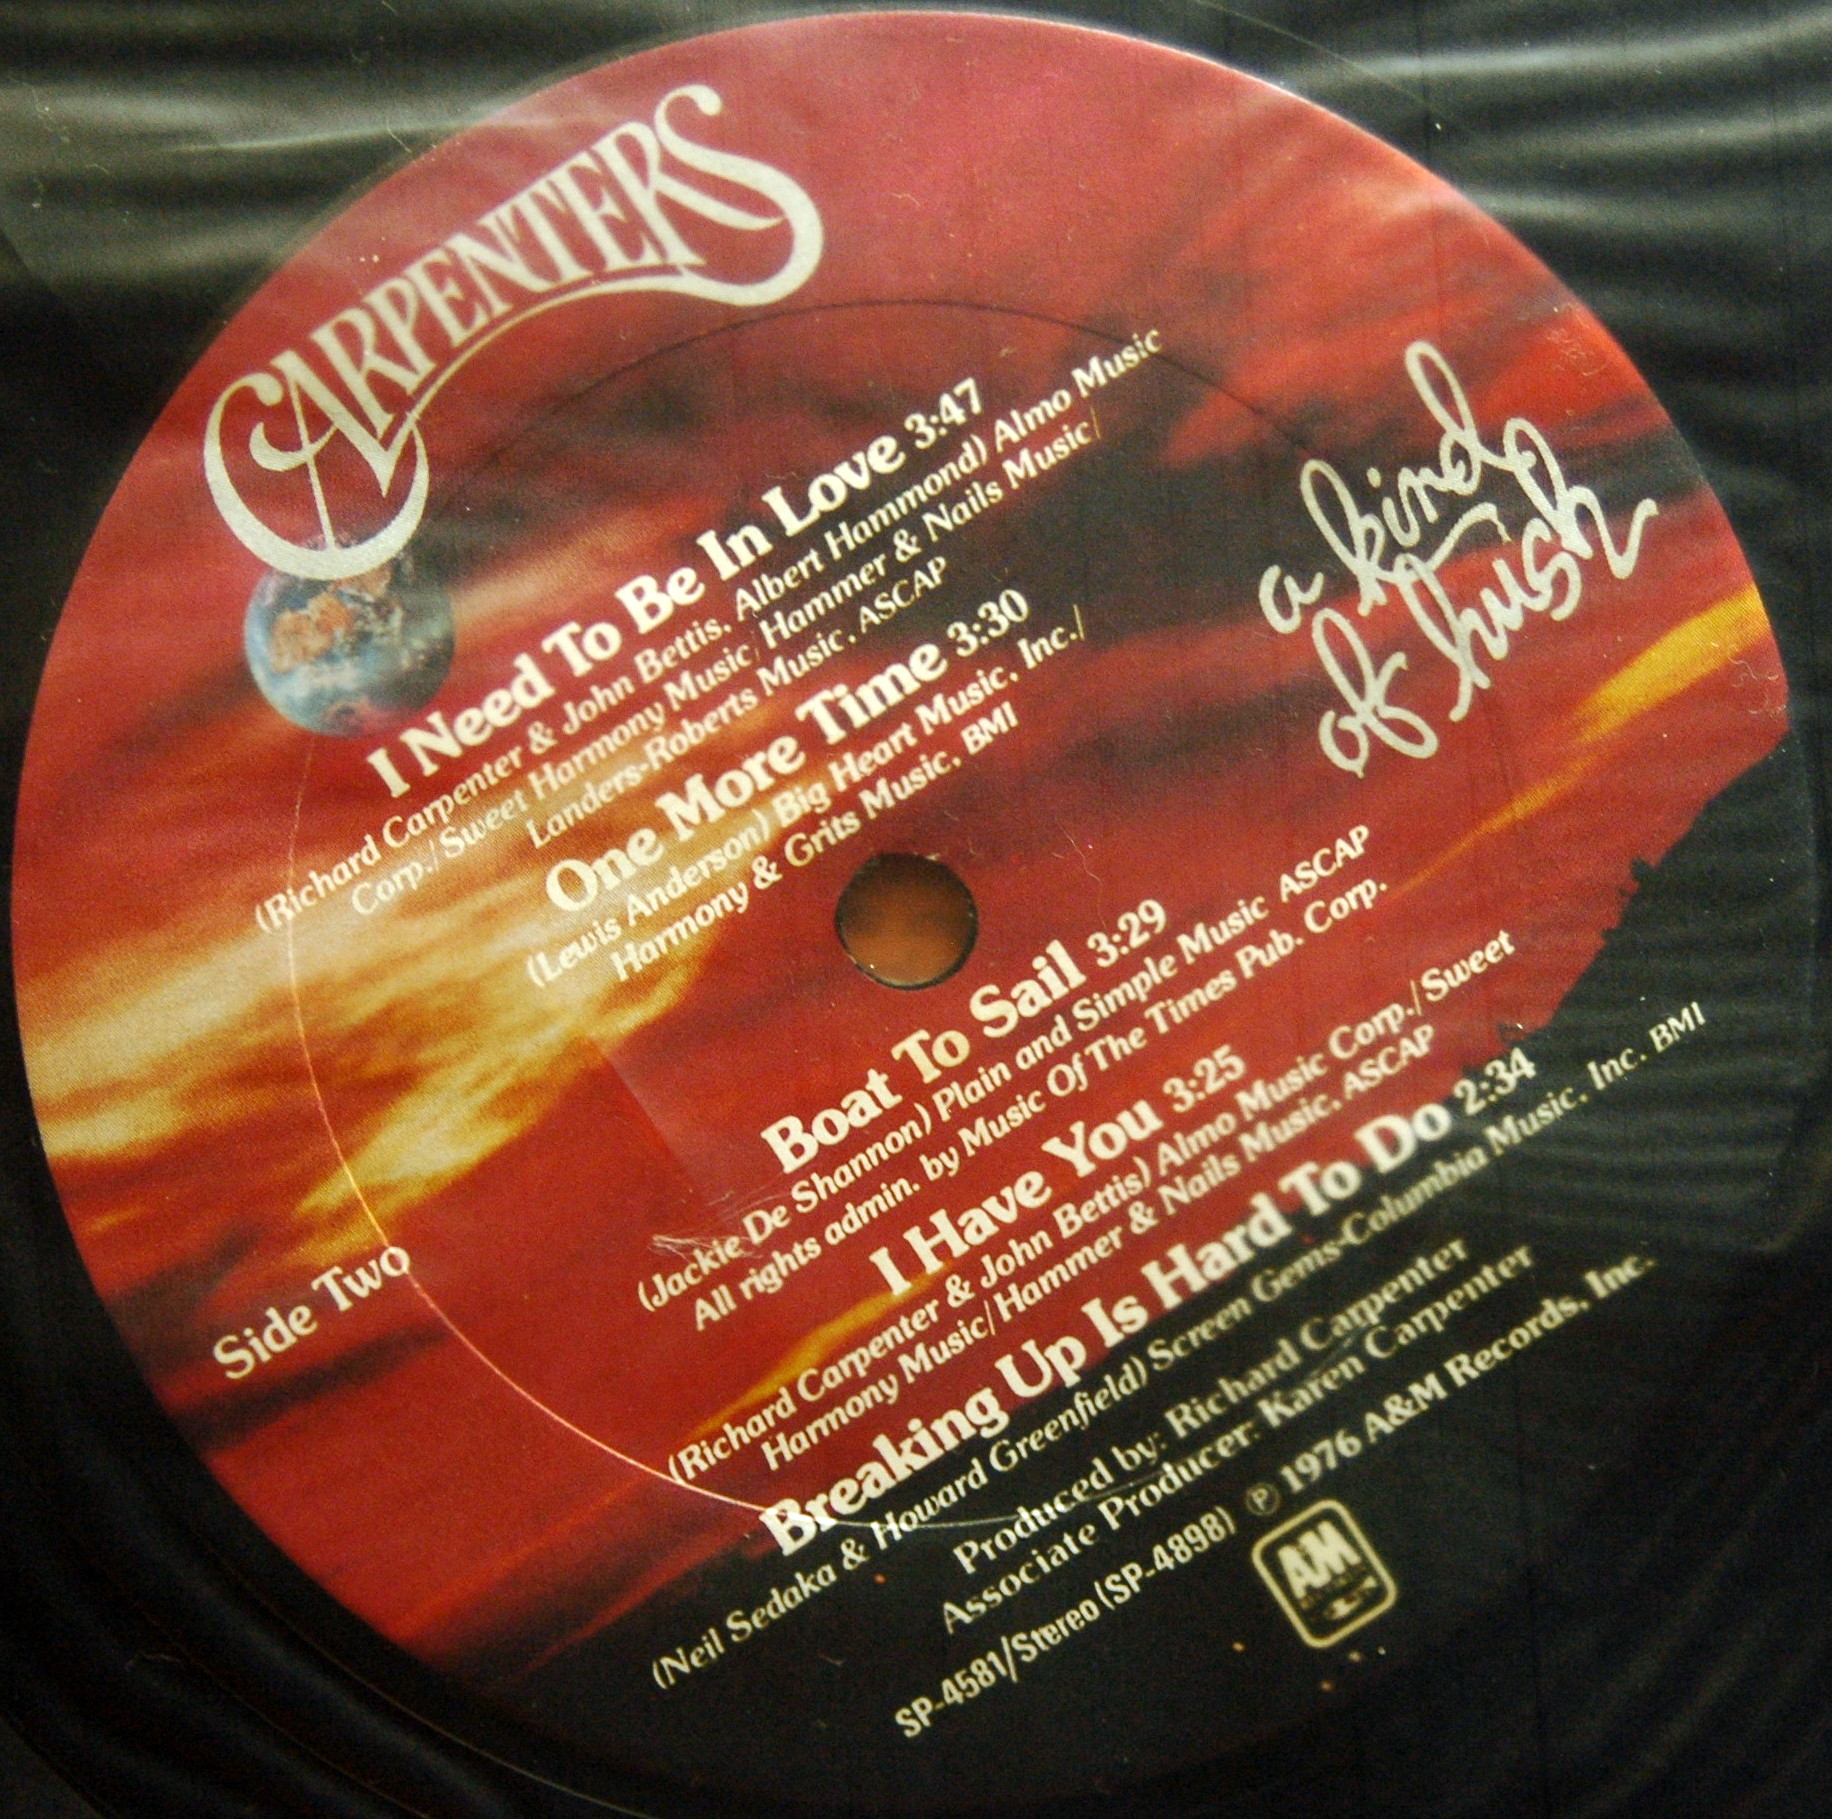 CARPENTERS
a kind
of hush
I Need To Be In Love 3:47
(Richard Carpenter & John Bettis, Albert Hammond) Almo Music
Corp./Sweet Harmony Music/Hammer & Nails Music/
Landers-Roberts Music, ASCAP
One More Time 3:30
(Lewis Anderson) Big Heart Music, Inc./
Harmony & Grits Music, BMI
Boat To Sail 3:29
(Jackie De Shannon) Plain and Simple Music ASCAP
All rights admin. by Music Of The Times Pub. Corp.
I Have You 3:25
(Richard Carpenter & John Bettis) Almo Music Corp./Sweet
Harmony Music/Hammer & Nails Music, ASCAP
Breaking Up Is Hard To Do 2:34
(Neil Sedaka & Howard Greenfield) Screen Gems-Columbia Music, Inc. BMI
Side Two
Produced by: Richard Carpenter
Associate Producer: Karen Carpenter
SP-4581/Stereo (SP-4898) ℗ 1976 A&M Records, Inc.
A&M